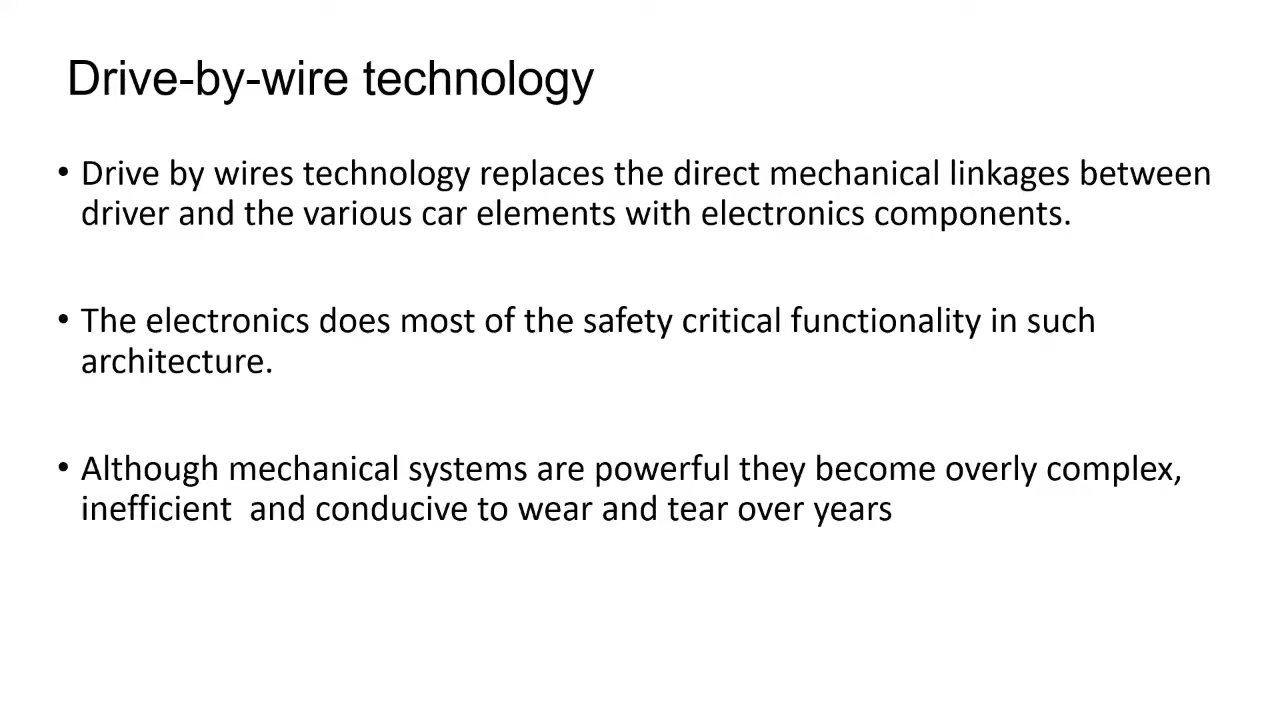 Drive-by-wire technology
• Drive by wires technology replaces the direct mechanical linkages between
driver and the various car elements with electronics components.
• The electronics does most of the safety critical functionality in such
architecture.
• Although mechanical systems are powerful they become overly complex,
inefficient  and conducive to wear and tear over years